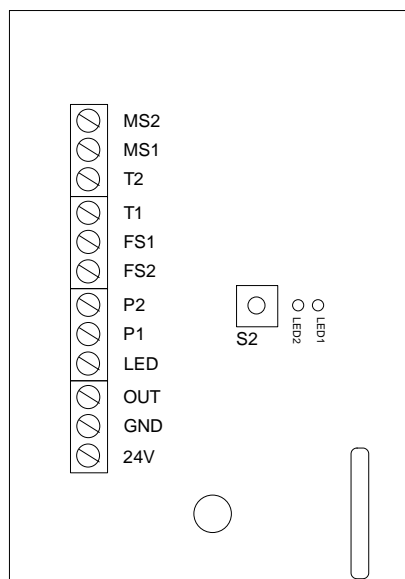 MS2
MS1
T2
T1
FS1
FS2
P2
P1
S2
LED2
LED1
LED
OUT
GND
24V